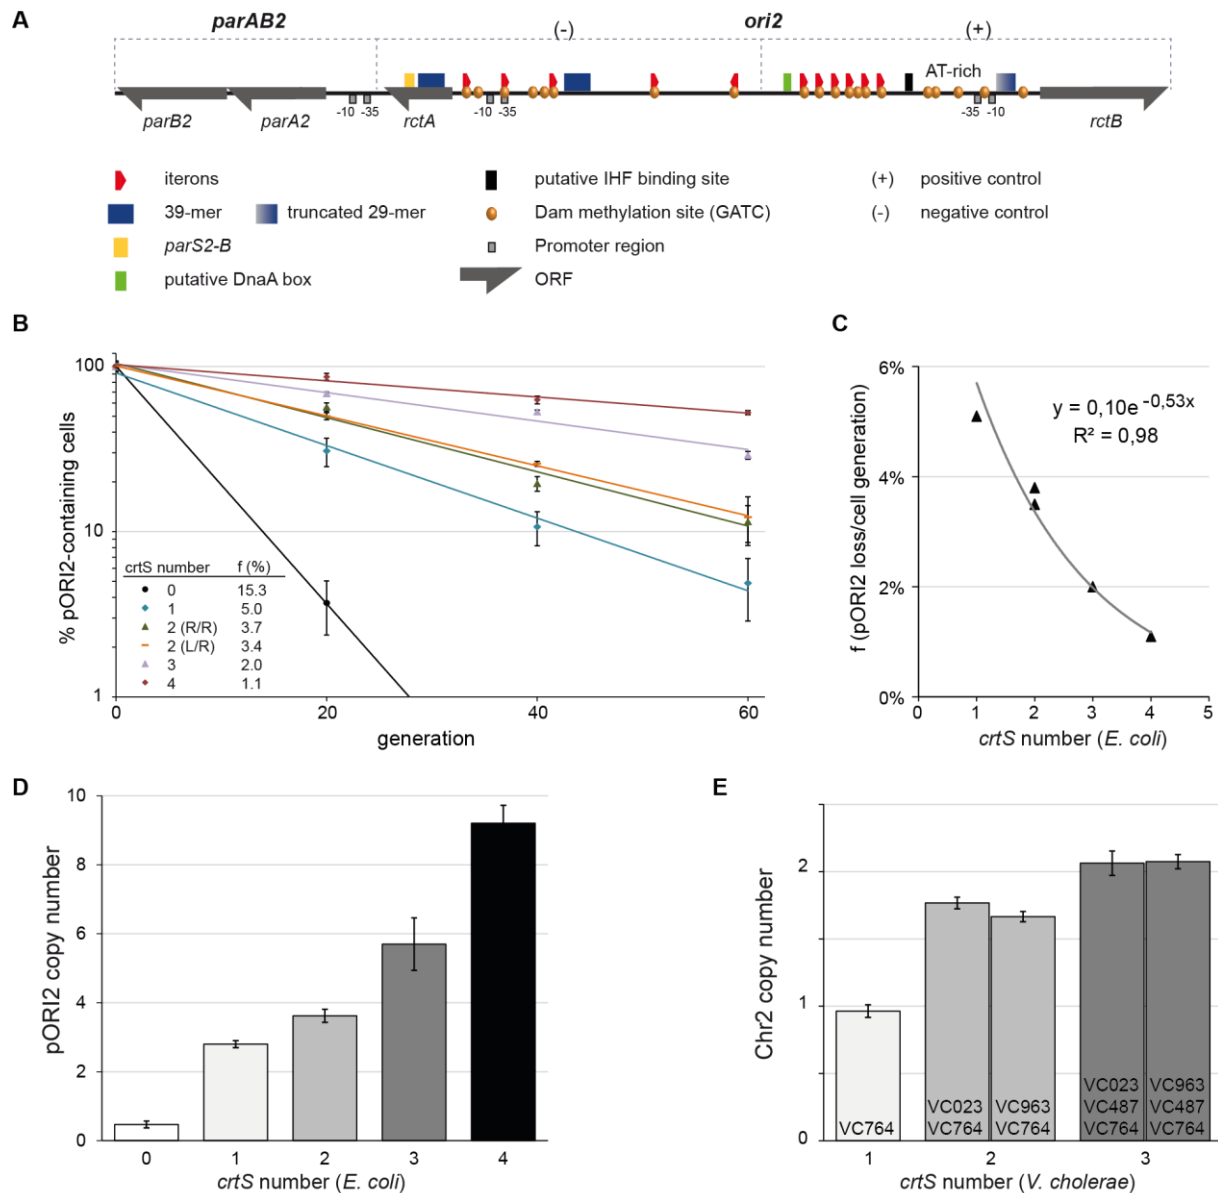 A
parAB2
(-)
ori2
(+)
AT-rich
-10
-35
-10
-35
-35
-10
parB2
parA2
rctA
rctB
iterons
putative IHF binding site
(+) positive control
39-mer
truncated 29-mer
Dam methylation site (GATC)
(-) negative control
parS2-B
Promoter region
putative DnaA box
ORF
B
% pORI2-containing cells
100
10
1
crtS number f (%)
0 15.3
1 5.0
2 (R/R) 3.7
2 (L/R) 3.4
3 2.0
4 1.1
0
20
40
60
generation
C
f (pORI2 loss/cell generation)
6%
4%
2%
0%
y = 0,10e^-0,53x
R² = 0,98
0
1
2
3
4
5
crtS number (E. coli)
D
pORI2 copy number
10
8
6
4
2
0
0
1
2
3
4
crtS number (E. coli)
E
Chr2 copy number
2
1
0
VC764
VC023
VC764
VC963
VC764
VC023
VC487
VC764
VC963
VC487
VC764
1
2
3
crtS number (V. cholerae)